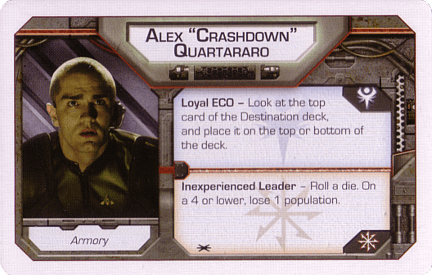 ALEX “CRASHDOWN”
QUARTARARO
Loyal ECO – Look at the top
card of the Destination deck,
and place it on the top or bottom of
the deck.
Inexperienced Leader – Roll a die. On
a 4 or lower, lose 1 population.
Armory